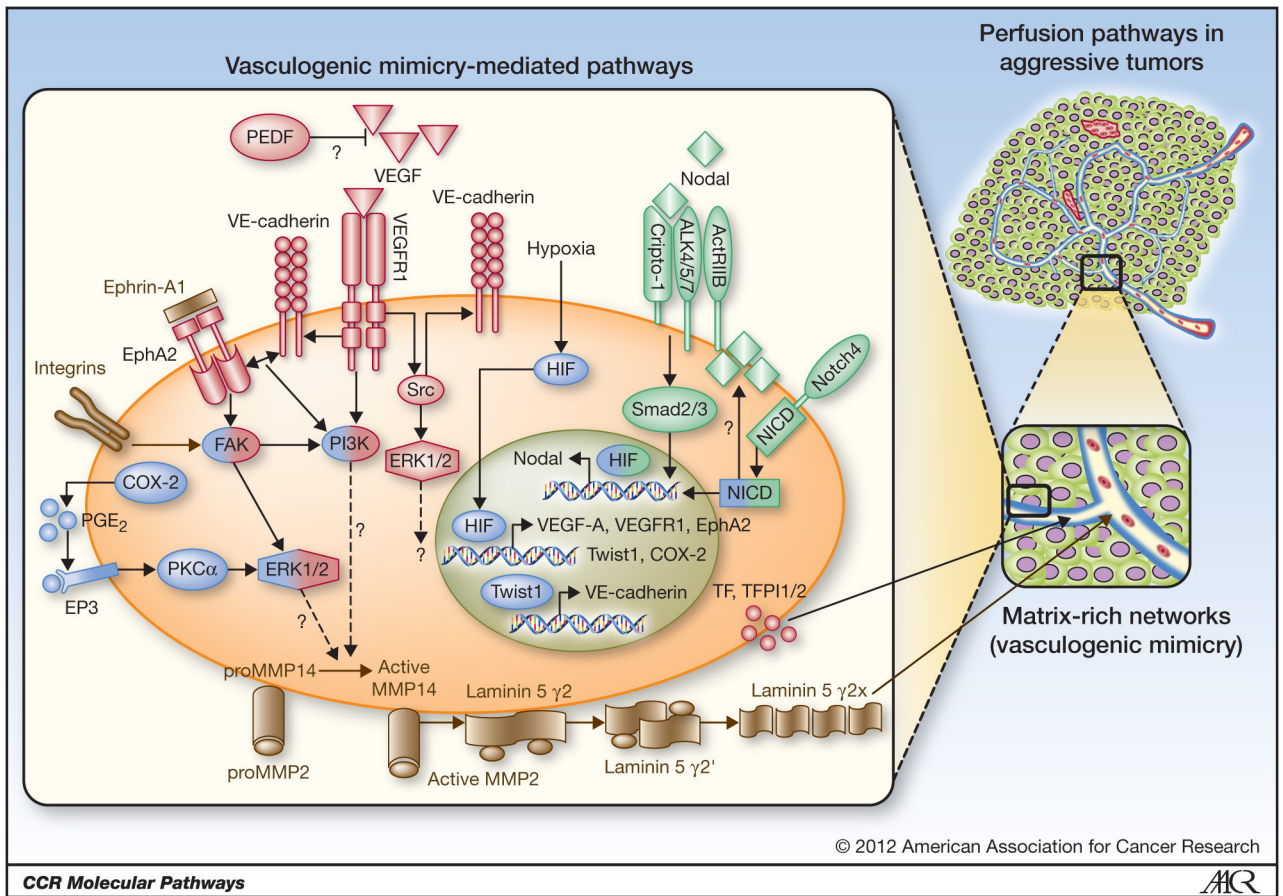 Vasculogenic mimicry-mediated pathways
Perfusion pathways in
aggressive tumors
PEDF
?
VEGF
VE-cadherin
VEGFR1
VE-cadherin
Nodal
Cripto-1
ALK4/5/7
ActRIIB
Hypoxia
Ephrin-A1
EphA2
Integrins
HIF
Src
Notch4
NICD
Smad2/3
?
FAK
PI3K
ERK1/2
COX-2
PGE2
Nodal
HIF
NICD
?
?
HIF
VEGF-A, VEGFR1, EphA2
Twist1, COX-2
EP3
PKCα
ERK1/2
?
Twist1
VE-cadherin
TF, TFPI1/2
proMMP14
Active
MMP14
proMMP2
Laminin 5 γ2
Active MMP2
Laminin 5 γ2'
Laminin 5 γ2x
Matrix-rich networks
(vasculogenic mimicry)
© 2012 American Association for Cancer Research
CCR Molecular Pathways
AACR